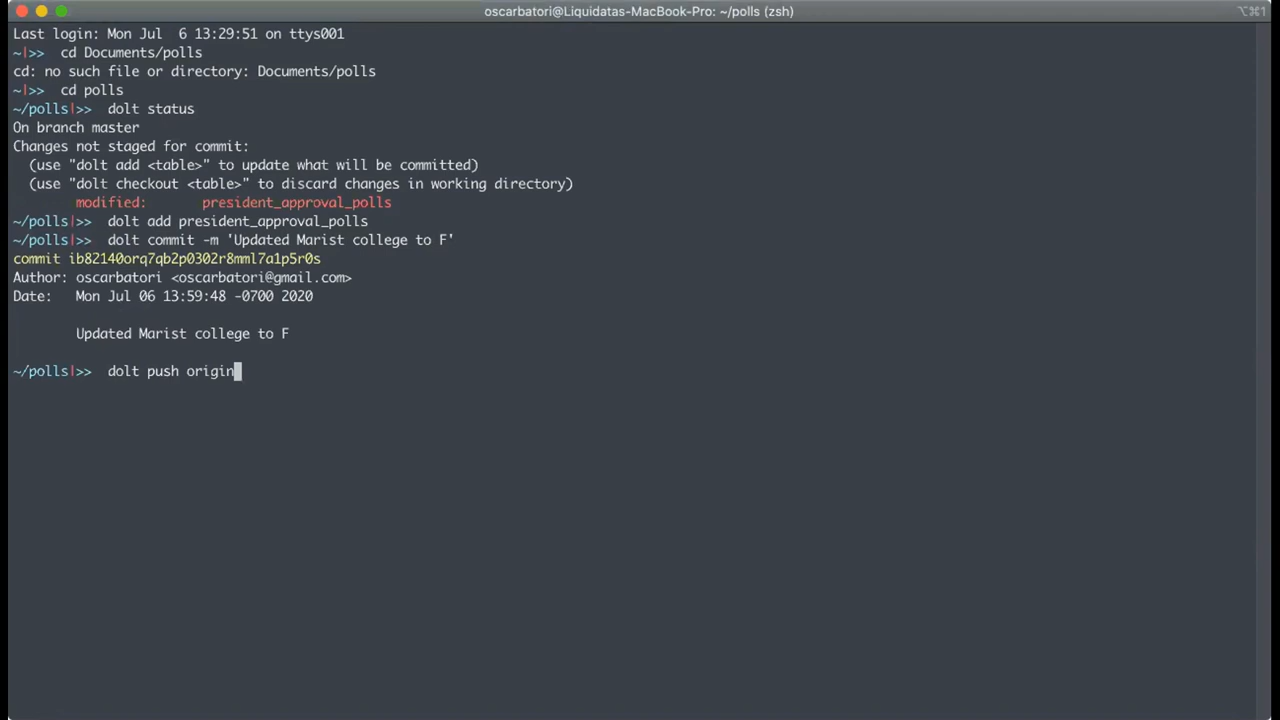 oscarbatori@Liquidatas-MacBook-Pro: ~/polls (zsh)
⌥⌘1
Last login: Mon Jul  6 13:29:51 on ttys001
~|>>  cd Documents/polls
cd: no such file or directory: Documents/polls
~|>>  cd polls
~/polls|>>  dolt status
On branch master
Changes not staged for commit:
  (use "dolt add <table>" to update what will be committed)
  (use "dolt checkout <table>" to discard changes in working directory)
        modified:       president_approval_polls
~/polls|>>  dolt add president_approval_polls
~/polls|>>  dolt commit -m 'Updated Marist college to F'
commit ib82140orq7qb2p0302r8mml7a1p5r0s
Author: oscarbatori <oscarbatori@gmail.com>
Date:   Mon Jul 06 13:59:48 -0700 2020
        Updated Marist college to F
~/polls|>>  dolt push origin